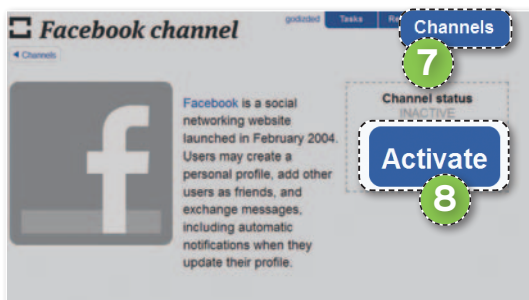 Facebook channel
godizded
Tasks
Channels
7
Channels
Facebook is a social
networking website
launched in February 2004.
Users may create a
personal profile, add other
users as friends, and
exchange messages,
including automatic
notifications when they
update their profile.
Channel status
INACTIVE
Activate
8